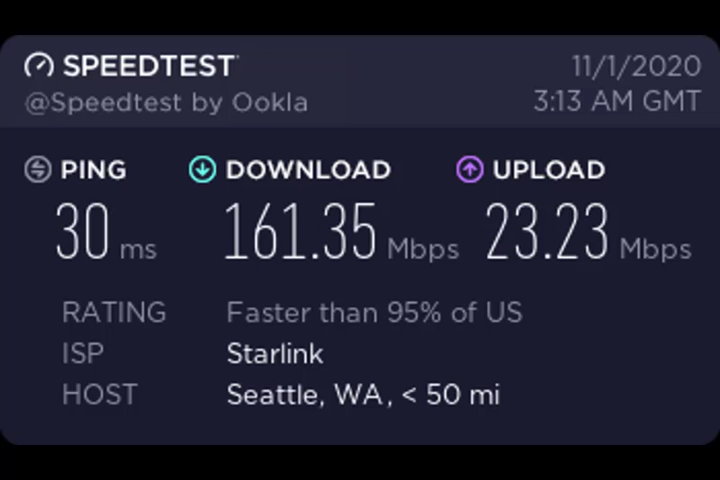 SPEEDTEST 11/1/2020
@Speedtest by Ookla 3:13 AM GMT
PING DOWNLOAD UPLOAD
30 ms 161.35 Mbps 23.23 Mbps
RATING Faster than 95% of US
ISP Starlink
HOST Seattle, WA, < 50 mi